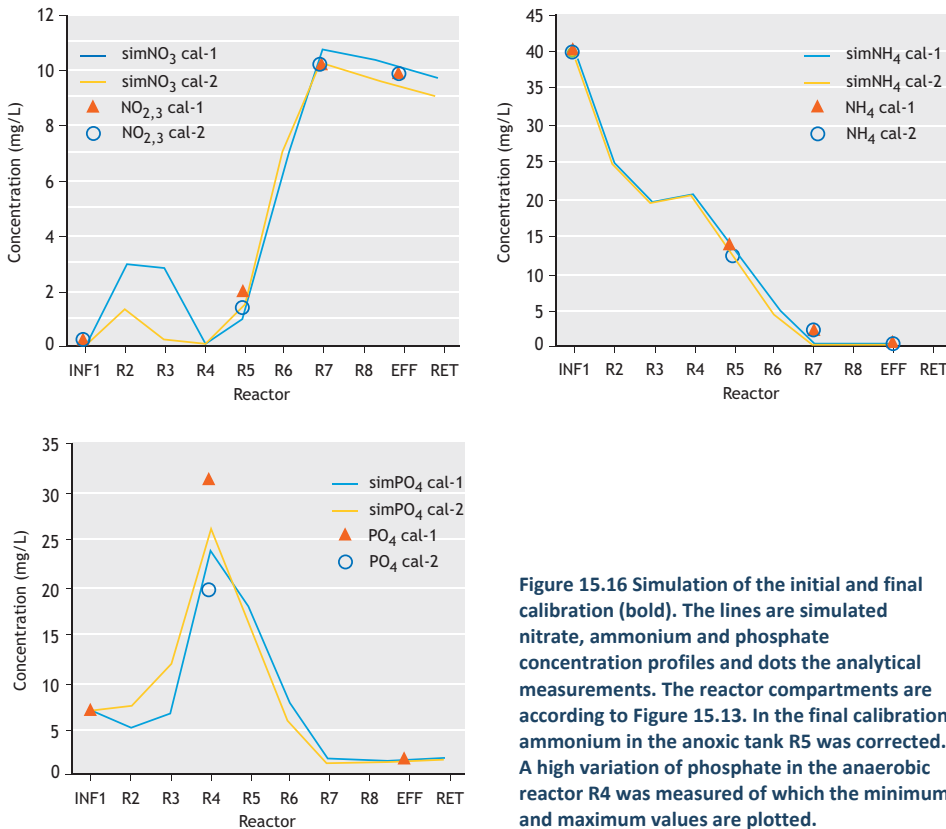 12
10
8
6
4
2
0
Concentration (mg/L)
simNO3 cal-1
simNO3 cal-2
NO2,3 cal-1
NO2,3 cal-2
INF1 R2 R3 R4 R5 R6 R7 R8 EFF RET
Reactor
45
40
35
30
25
20
15
10
5
0
Concentration (mg/L)
simNH4 cal-1
simNH4 cal-2
NH4 cal-1
NH4 cal-2
INF1 R2 R3 R4 R5 R6 R7 R8 EFF RET
Reactor
35
30
25
20
15
10
5
0
Concentration (mg/L)
simPO4 cal-1
simPO4 cal-2
PO4 cal-1
PO4 cal-2
INF1 R2 R3 R4 R5 R6 R7 R8 EFF RET
Reactor
Figure 15.16 Simulation of the initial and final
calibration (bold). The lines are simulated
nitrate, ammonium and phosphate
concentration profiles and dots the analytical
measurements. The reactor compartments are
according to Figure 15.13. In the final calibration
ammonium in the anoxic tank R5 was corrected.
A high variation of phosphate in the anaerobic
reactor R4 was measured of which the minimum
and maximum values are plotted.